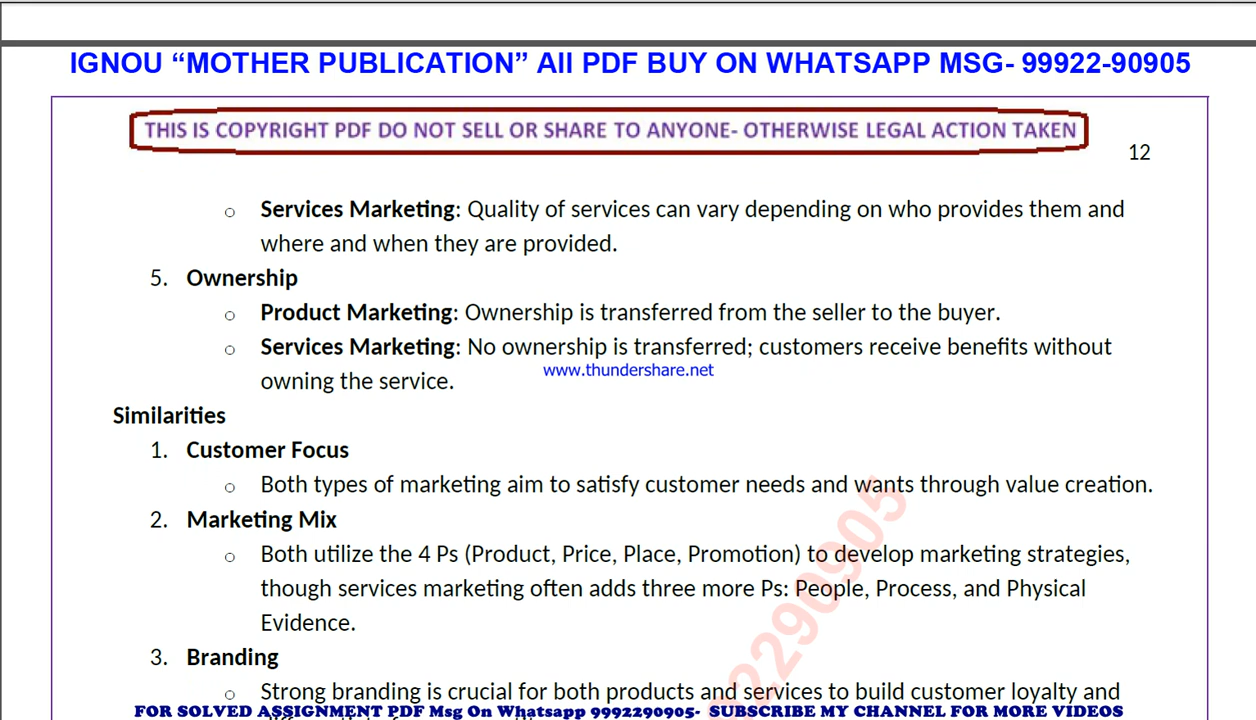 IGNOU “MOTHER PUBLICATION” All PDF BUY ON WHATSAPP MSG- 99922-90905
THIS IS COPYRIGHT PDF DO NOT SELL OR SHARE TO ANYONE- OTHERWISE LEGAL ACTION TAKEN
12
○ Services Marketing: Quality of services can vary depending on who provides them and
where and when they are provided.
5. Ownership
○ Product Marketing: Ownership is transferred from the seller to the buyer.
○ Services Marketing: No ownership is transferred; customers receive benefits without
www.thundershare.net
owning the service.
Similarities
1. Customer Focus
○ Both types of marketing aim to satisfy customer needs and wants through value creation.
2. Marketing Mix
○ Both utilize the 4 Ps (Product, Price, Place, Promotion) to develop marketing strategies,
though services marketing often adds three more Ps: People, Process, and Physical
Evidence.
3. Branding
○ Strong branding is crucial for both products and services to build customer loyalty and
FOR SOLVED ASSIGNMENT PDF Msg On Whatsapp 9992290905- SUBSCRIBE MY CHANNEL FOR MORE VIDEOS